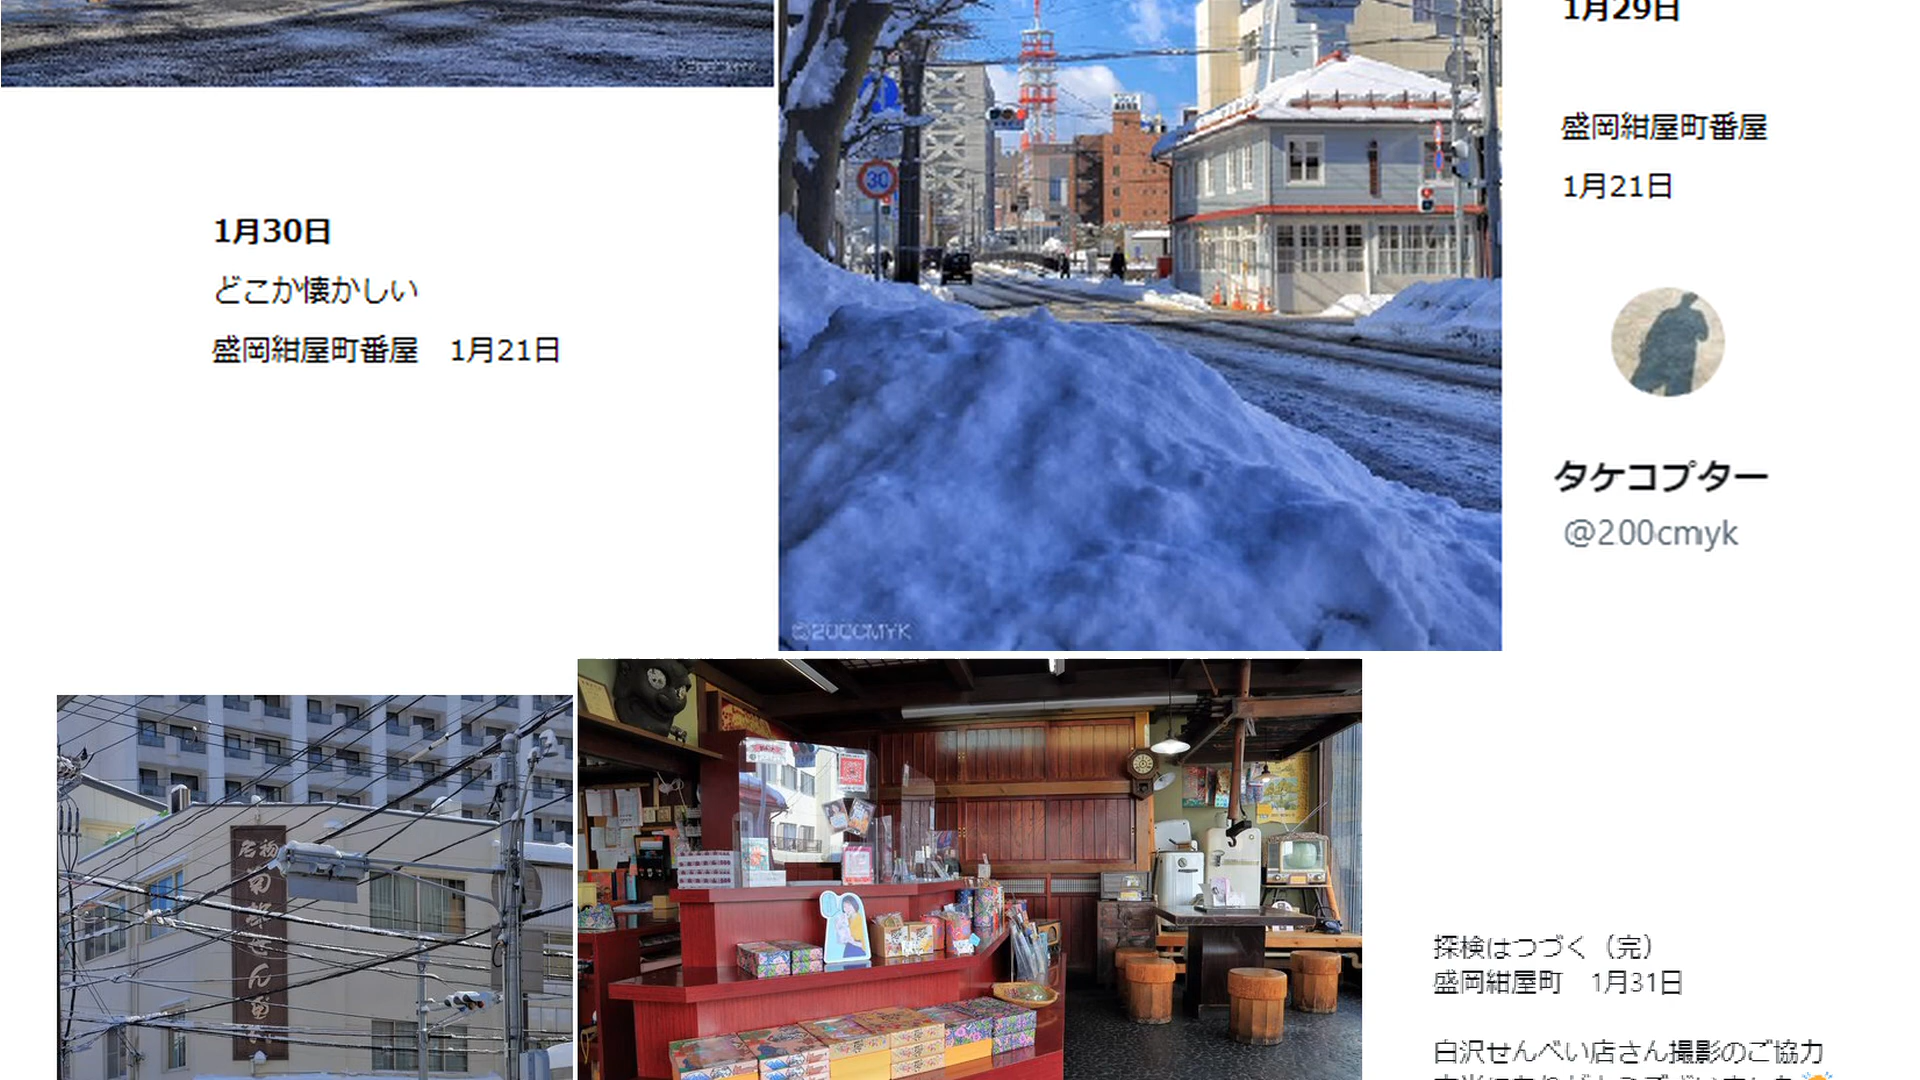 1月29日
盛岡紺屋町番屋
1月21日
1月30日
どこか懐かしい
盛岡紺屋町番屋　1月21日
30
タケコプター
@200cmyk
©200CMYK
探検はつづく（完）
盛岡紺屋町　1月31日
白沢せんべい店さん撮影のご協力